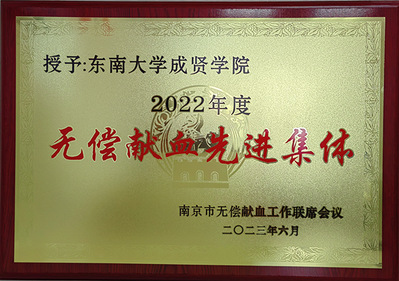 授予:东南大学成贤学院
2022年度
无偿献血先进集体
南京市无偿献血工作联席会议
二〇二三年六月